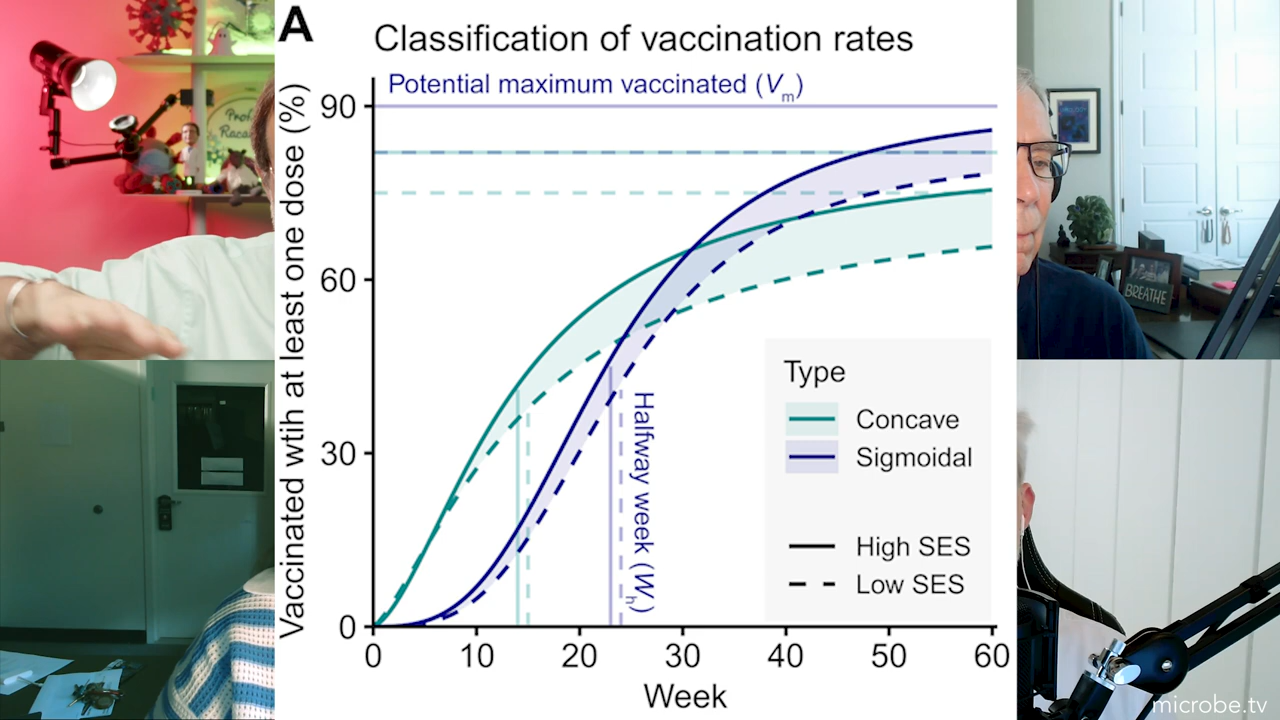 A
Classification of vaccination rates
Potential maximum vaccinated (Vm)
Vaccinated wtih at least one dose (%)
90
60
30
0
Halfway week (Wh)
Type
Concave
Sigmoidal
High SES
Low SES
0 10 20 30 40 50 60
Week
Prof.
BREATHE
microbe.tv